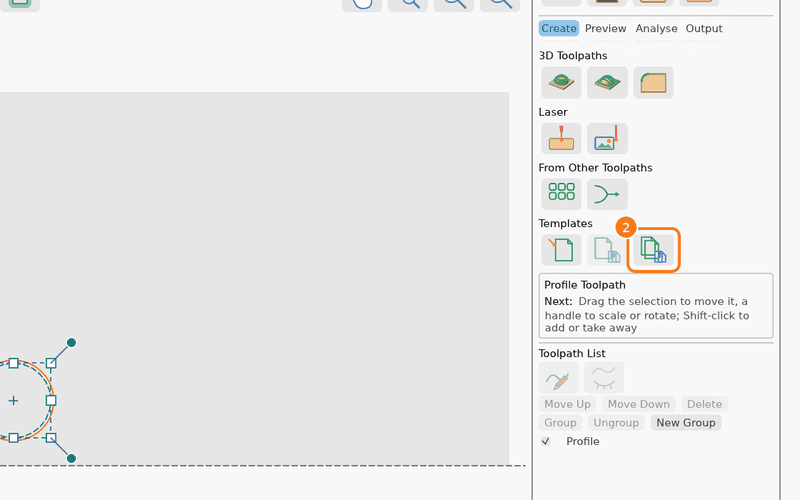 Create Preview Analyse Output
3D Toolpaths
Laser
From Other Toolpaths
Templates
2
Profile Toolpath
Next: Drag the selection to move it, a
handle to scale or rotate; Shift-click to
add or take away
Toolpath List
Move Up Move Down Delete
Group Ungroup New Group
Profile